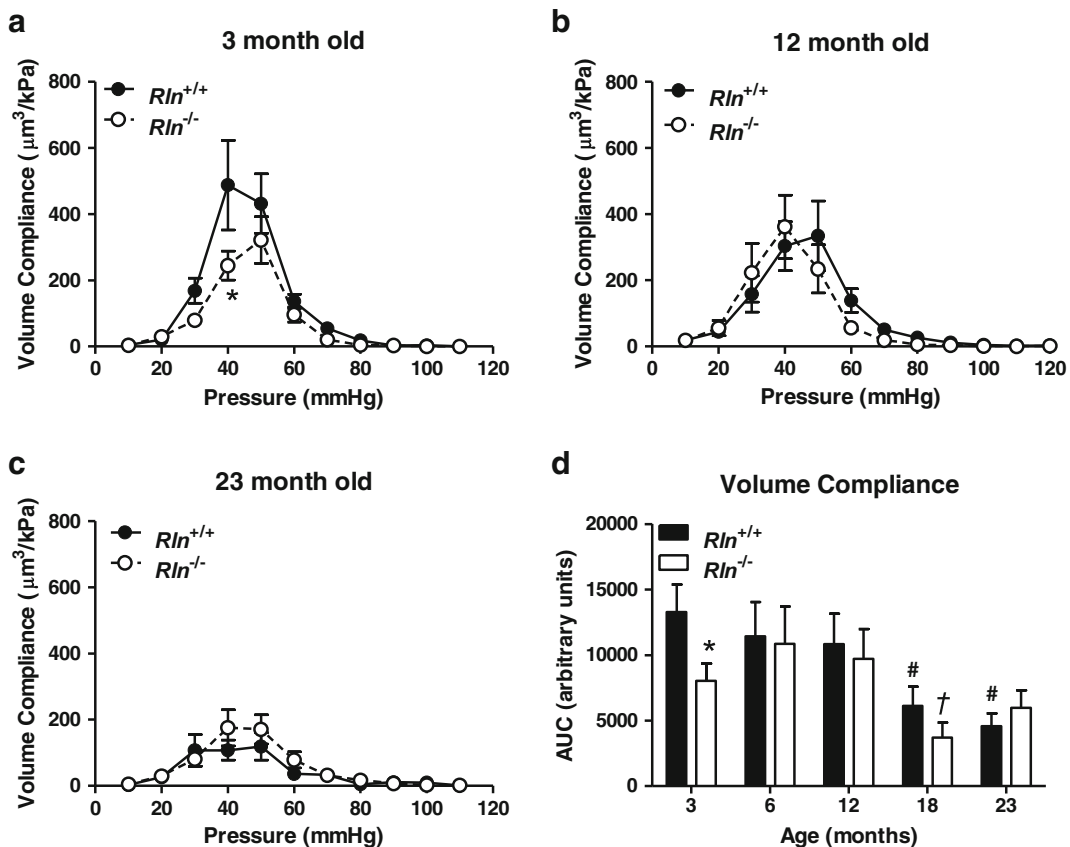 a
3 month old
Volume Compliance ( μm³/kPa)
800
600
400
200
0
Rln+/+
Rln-/-
*
0 20 40 60 80 100 120
Pressure (mmHg)
b
12 month old
Volume Compliance ( μm³/kPa)
800
600
400
200
0
Rln+/+
Rln-/-
0 20 40 60 80 100 120
Pressure (mmHg)
c
23 month old
Volume Compliance ( μm³/kPa)
800
600
400
200
0
Rln+/+
Rln-/-
0 20 40 60 80 100 120
Pressure (mmHg)
d
Volume Compliance
AUC (arbitrary units)
20000
15000
10000
5000
0
Rln+/+
Rln-/-
* # † #
3 6 12 18 23
Age (months)